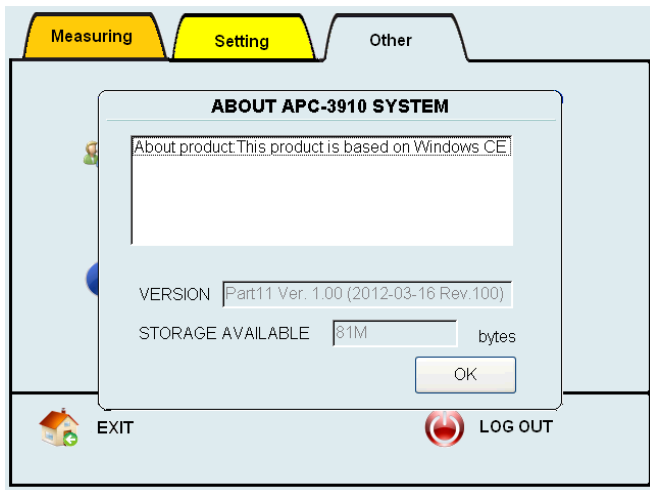 Measuring
Setting
Other
ABOUT APC-3910 SYSTEM
About product:This product is based on Windows CE
VERSION Part11 Ver. 1.00 (2012-03-16 Rev.100)
STORAGE AVAILABLE 81M bytes
OK
EXIT
LOG OUT